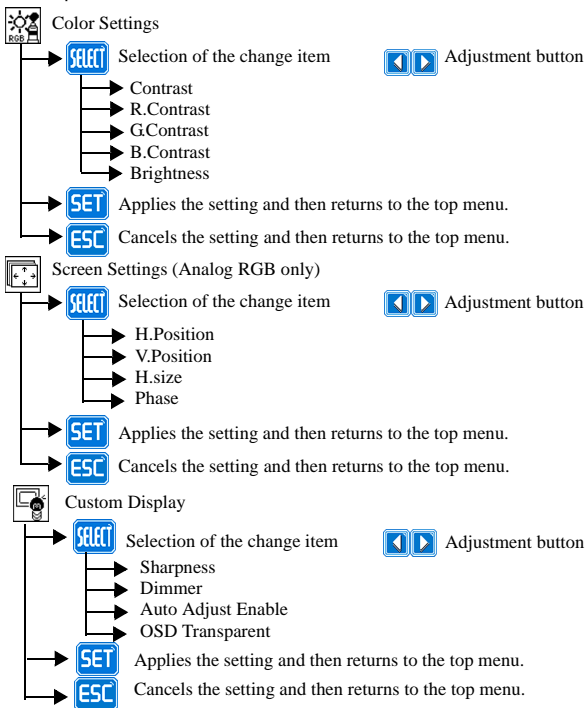 Color Settings
RGB
SELECT Selection of the change item Adjustment button
Contrast
R.Contrast
G.Contrast
B.Contrast
Brightness
SET Applies the setting and then returns to the top menu.
ESC Cancels the setting and then returns to the top menu.
Screen Settings (Analog RGB only)
SELECT Selection of the change item Adjustment button
H.Position
V.Position
H.size
Phase
SET Applies the setting and then returns to the top menu.
ESC Cancels the setting and then returns to the top menu.
Custom Display
SELECT Selection of the change item Adjustment button
Sharpness
Dimmer
Auto Adjust Enable
OSD Transparent
SET Applies the setting and then returns to the top menu.
ESC Cancels the setting and then returns to the top menu.